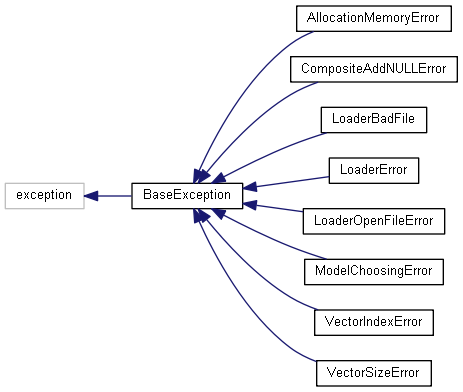 AllocationMemoryError
CompositeAddNULLError
LoaderBadFile
LoaderError
exception
BaseException
LoaderOpenFileError
ModelChoosingError
VectorIndexError
VectorSizeError